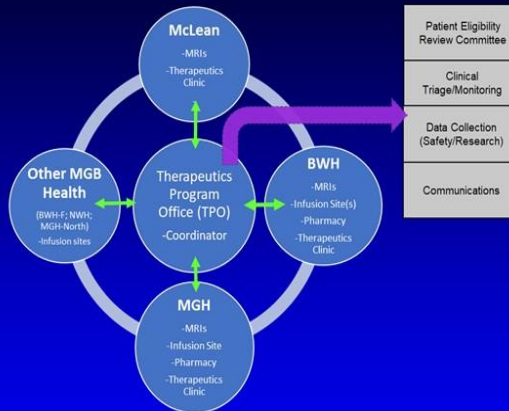 McLean
-MRIs
-Therapeutics
Clinic
Other MGB
Health
(BWH-F; NWH;
MGH-North)
-Infusion sites
Therapeutics
Program
Office (TPO)
-Coordinator
BWH
-MRIs
-Infusion Site(s)
-Pharmacy
-Therapeutics
Clinic
MGH
-MRIs
-Infusion Site
-Pharmacy
-Therapeutics
Clinic
Patient Eligibility
Review Committee
Clinical
Triage/Monitoring
Data Collection
(Safety/Research)
Communications